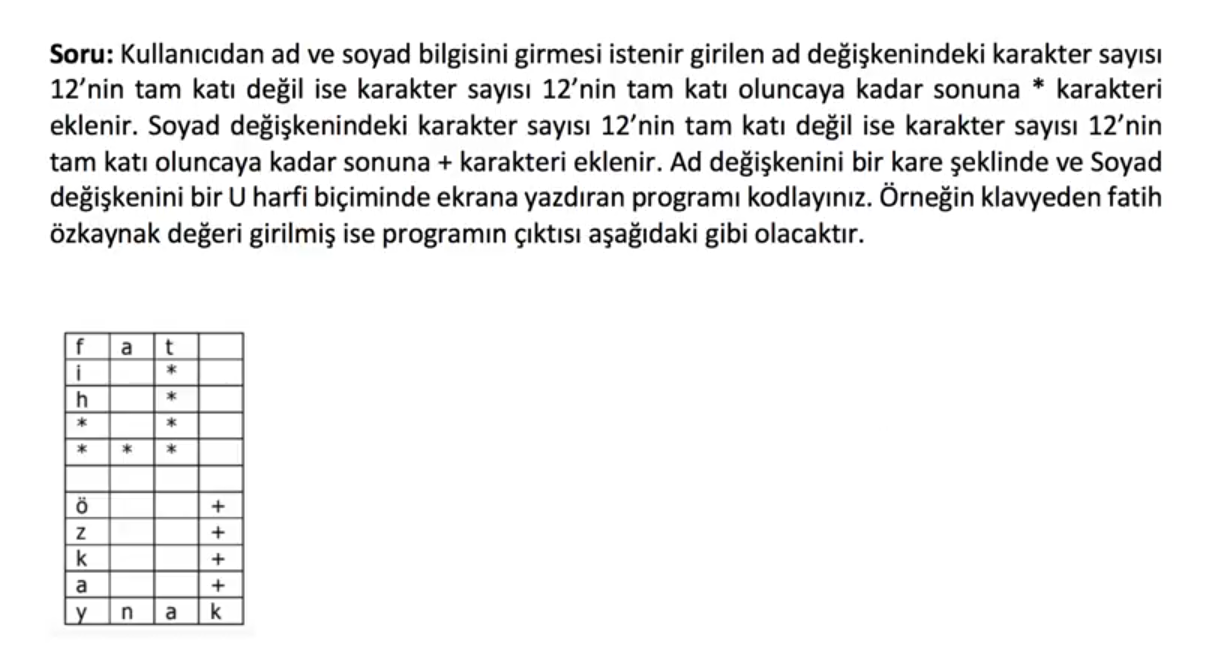 Soru: Kullanıcıdan ad ve soyad bilgisini girmesi istenir girilen ad değişkenindeki karakter sayısı
12’nin tam katı değil ise karakter sayısı 12’nin tam katı oluncaya kadar sonuna * karakteri
eklenir. Soyad değişkenindeki karakter sayısı 12’nin tam katı değil ise karakter sayısı 12’nin
tam katı oluncaya kadar sonuna + karakteri eklenir. Ad değişkenini bir kare şeklinde ve Soyad
değişkenini bir U harfi biçiminde ekrana yazdıran programı kodlayınız. Örneğin klavyeden fatih
özkaynak değeri girilmiş ise programın çıktısı aşağıdaki gibi olacaktır.
f a t
i *
h *
* *
* * *
ö +
z +
k +
a +
y n a k